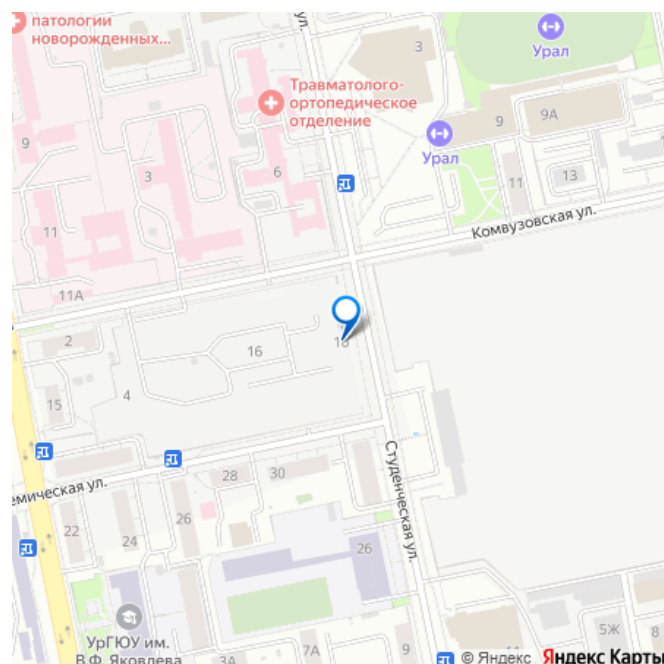 патологии
новорожденных...
ул.
3
Урал
Травматолого-
ортопедическое
отделение
9
9
9А
Урал
3
6
11
13
11
Комвузовская ул.
11А
2
16
4
15
28
30
емическая ул.
Студенческая ул.
22
24
26
26
УрГЮУ им.
В.Ф. Яковлева
3А
7А
9
5Ж
8
© Яндекс Яндекс Карты